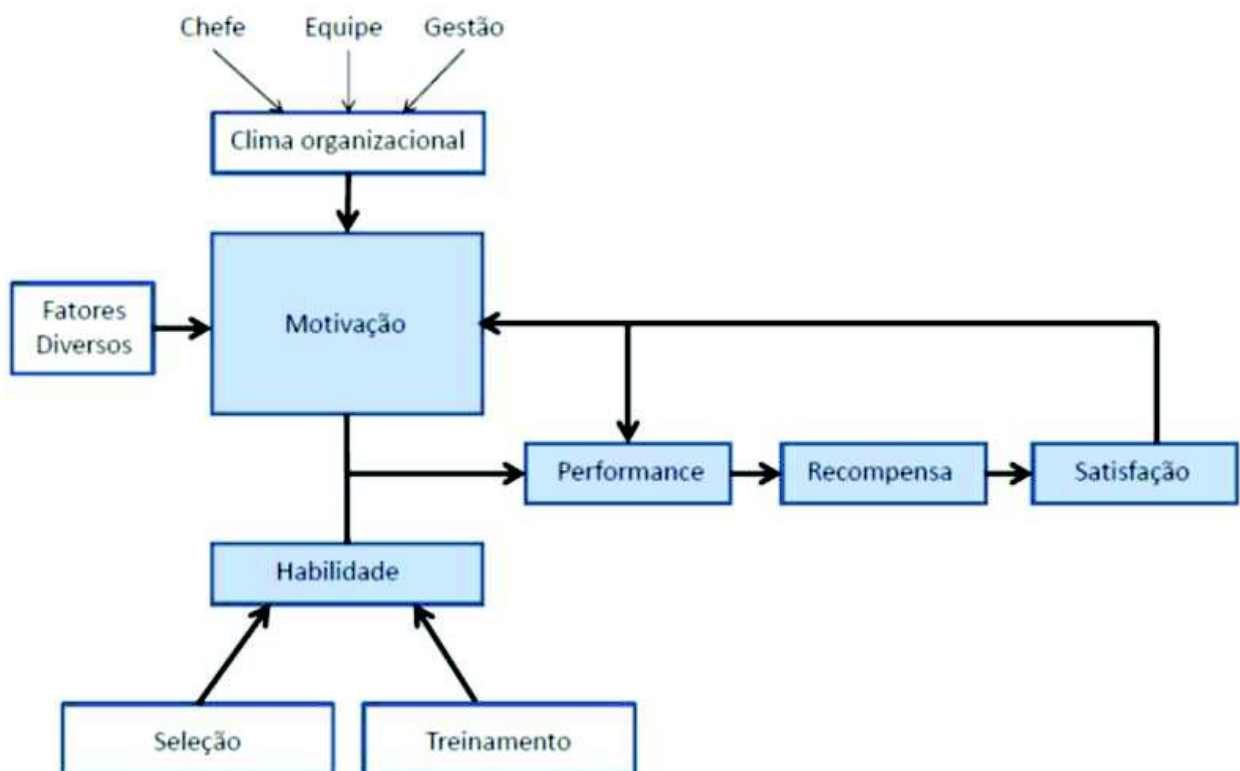 Chefe Equipe Gestão
Clima organizacional
Fatores
Diversos
Motivação
Performance
Recompensa
Satisfação
Habilidade
Seleção
Treinamento